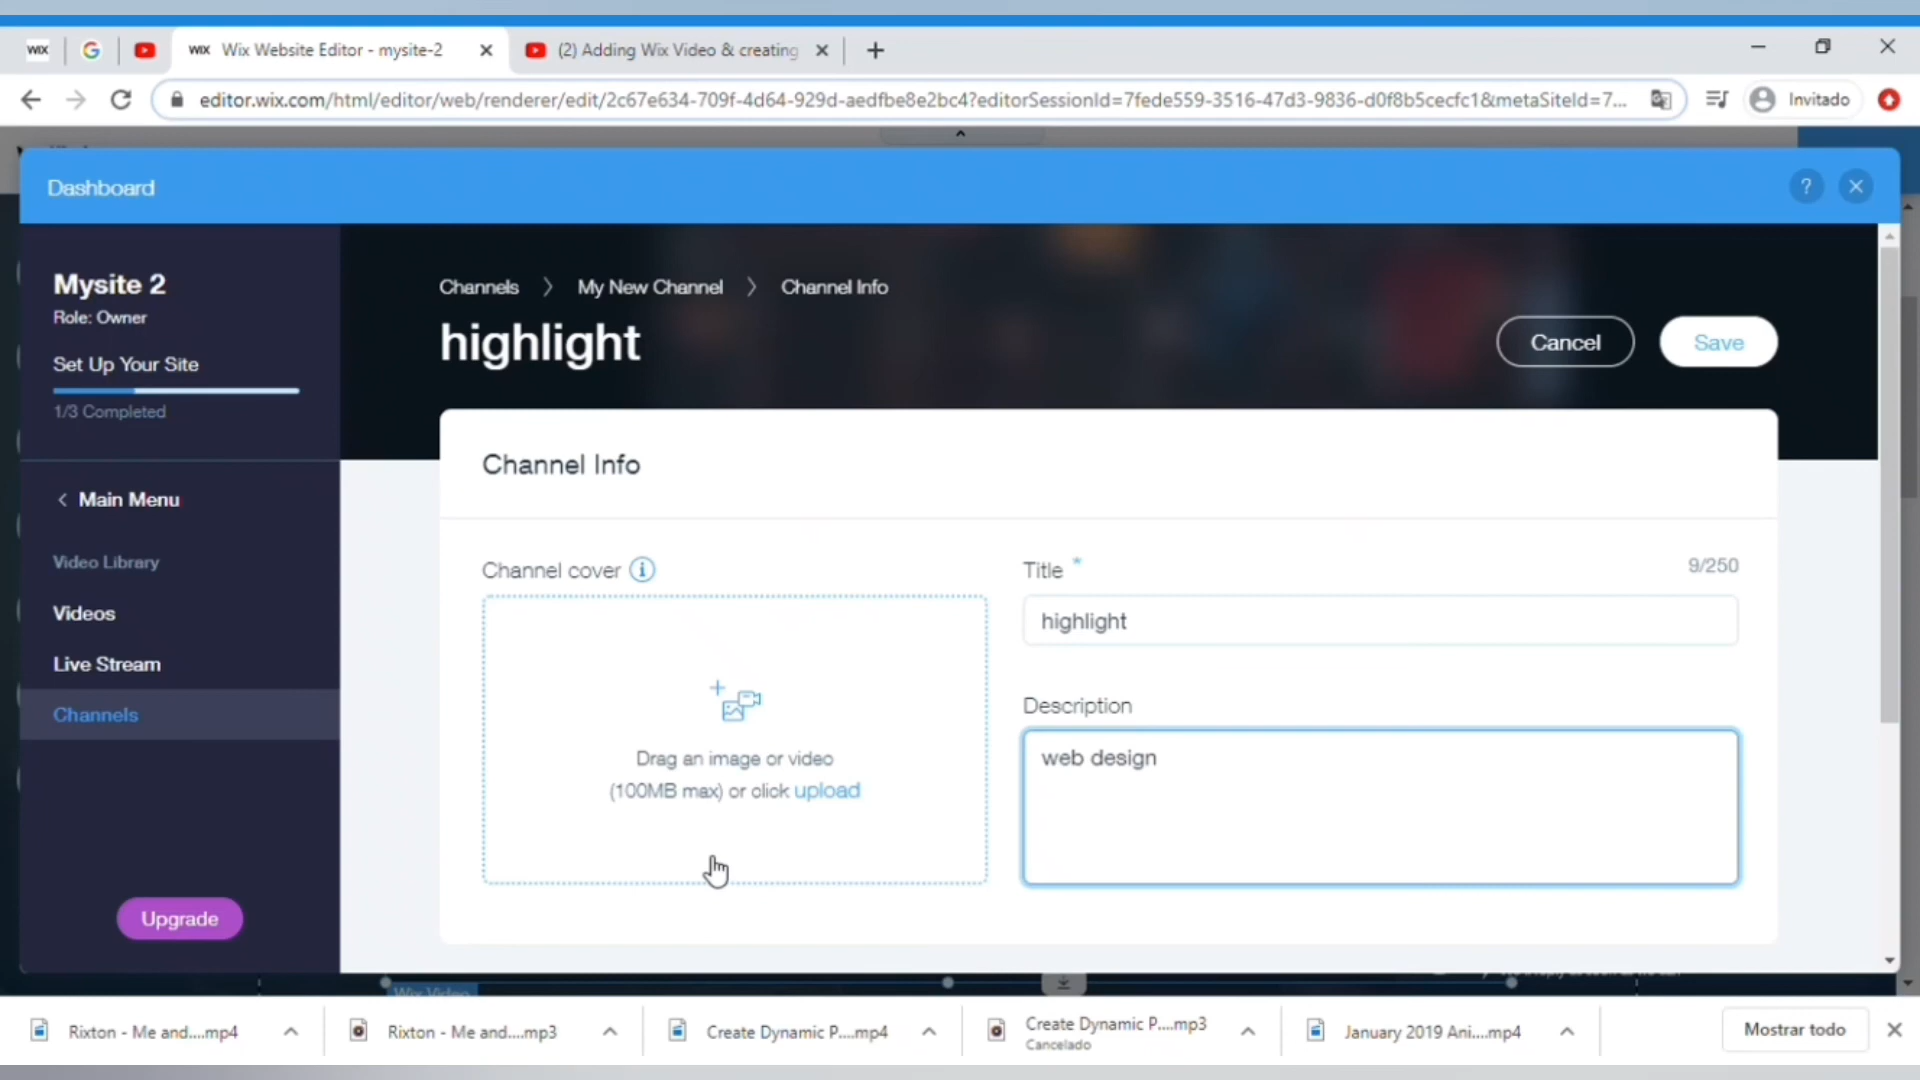 WIX
G
WIX Wix Website Editor - mysite-2
(2) Adding Wix Video & creating
editor.wix.com/html/editor/web/renderer/edit/2c67e634-709f-4d64-929d-aedfbe8e2bc4?editorSessionId=7fede559-3516-47d3-9836-d0f8b5cecfc1&metaSiteId=7...
Invitado
Dashboard
?
Mysite 2
Role: Owner
Set Up Your Site
1/3 Completed
Main Menu
Video Library
Videos
Live Stream
Channels
Upgrade
Channels > My New Channel > Channel Info
highlight
Cancel
Save
Channel Info
Channel cover i
Drag an image or video
(100MB max) or click upload
Title *
9/250
highlight
Description
web design
Wix Video
Rixton - Me and....mp4
Rixton - Me and....mp3
Create Dynamic P....mp4
Create Dynamic P....mp3
Cancelado
January 2019 Ani....mp4
Mostrar todo